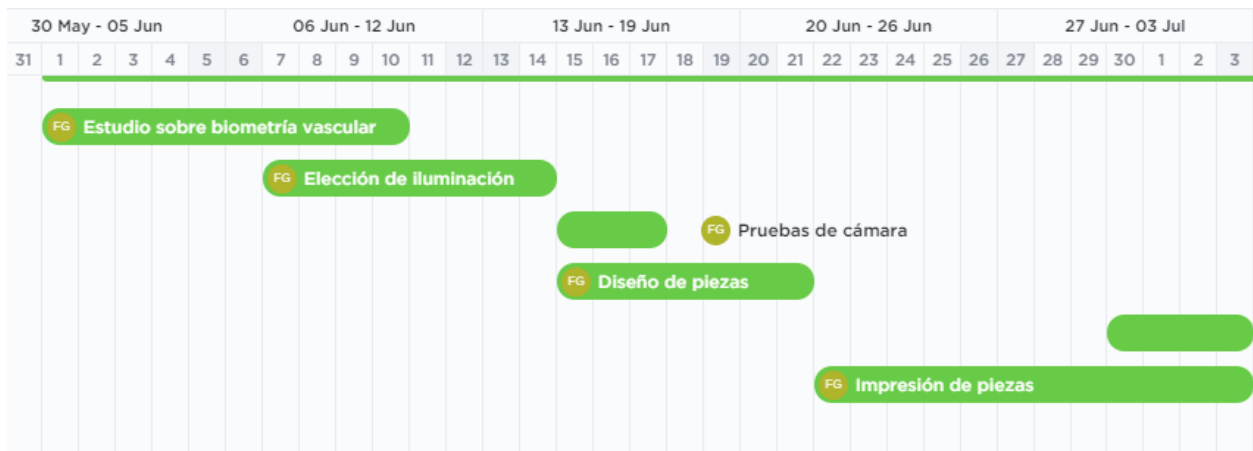 30 May - 05 Jun 06 Jun - 12 Jun 13 Jun - 19 Jun 20 Jun - 26 Jun 27 Jun - 03 Jul
31 1 2 3 4 5 6 7 8 9 10 11 12 13 14 15 16 17 18 19 20 21 22 23 24 25 26 27 28 29 30 1 2 3
FG Estudio sobre biometría vascular
FG Elección de iluminación
FG Pruebas de cámara
FG Diseño de piezas
FG Impresión de piezas